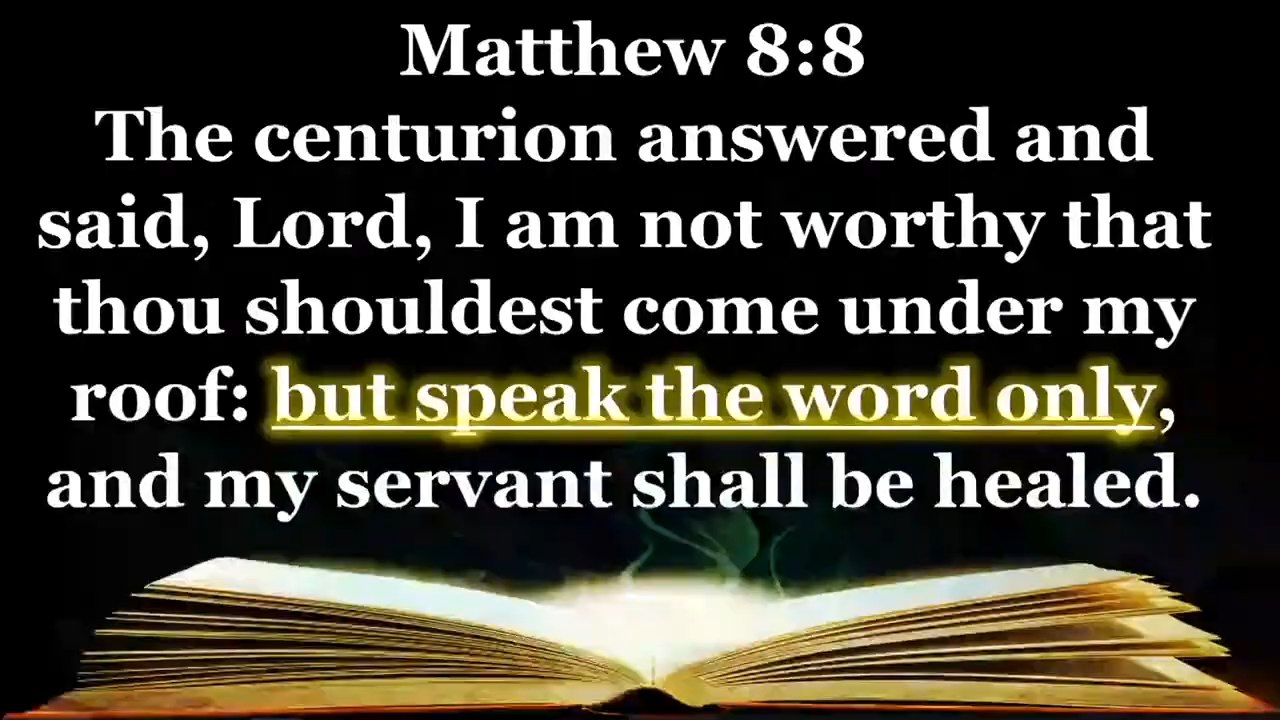 Matthew 8:8
The centurion answered and
said, Lord, I am not worthy that
thou shouldest come under my
roof: but speak the word only,
and my servant shall be healed.